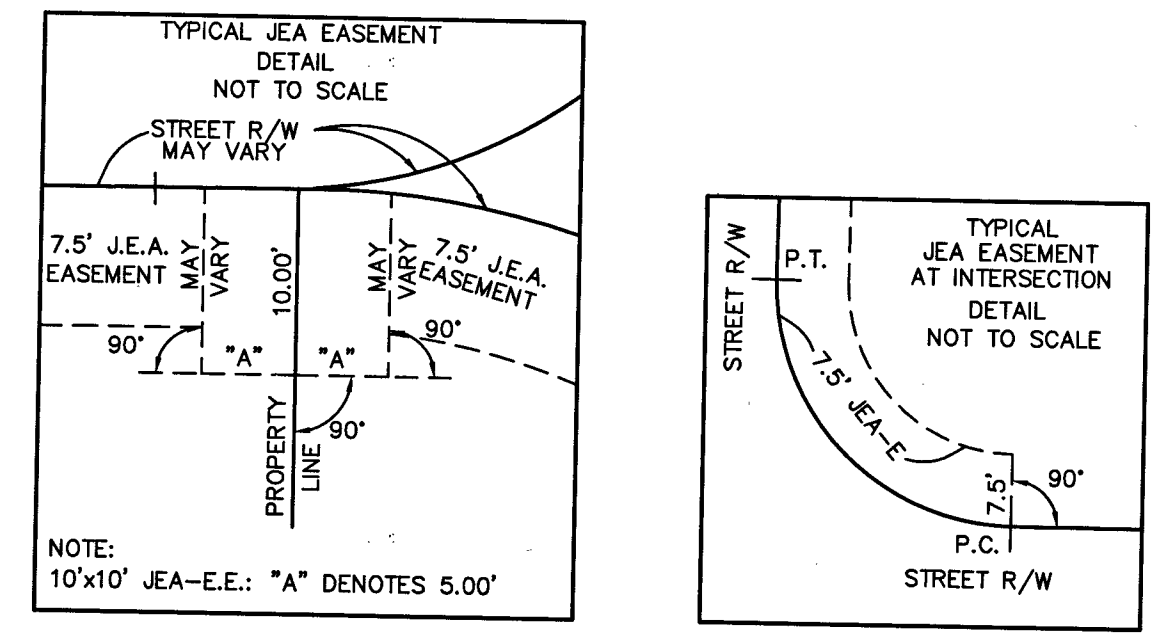 TYPICAL JEA EASEMENT
DETAIL
NOT TO SCALE
STREET R/W
MAY VARY
7.5' J.E.A.
EASEMENT
MAY
VARY
10.00'
MAY
VARY
7.5' J.E.A.
EASEMENT
90°
"A"
"A"
90°
90°
PROPERTY
LINE
NOTE:
10'x10' JEA-E.E.: "A" DENOTES 5.00'
STREET R/W
P.T.
TYPICAL
JEA EASEMENT
AT INTERSECTION
DETAIL
NOT TO SCALE
7.5' JEA-E
7.5'
90°
P.C.
STREET R/W